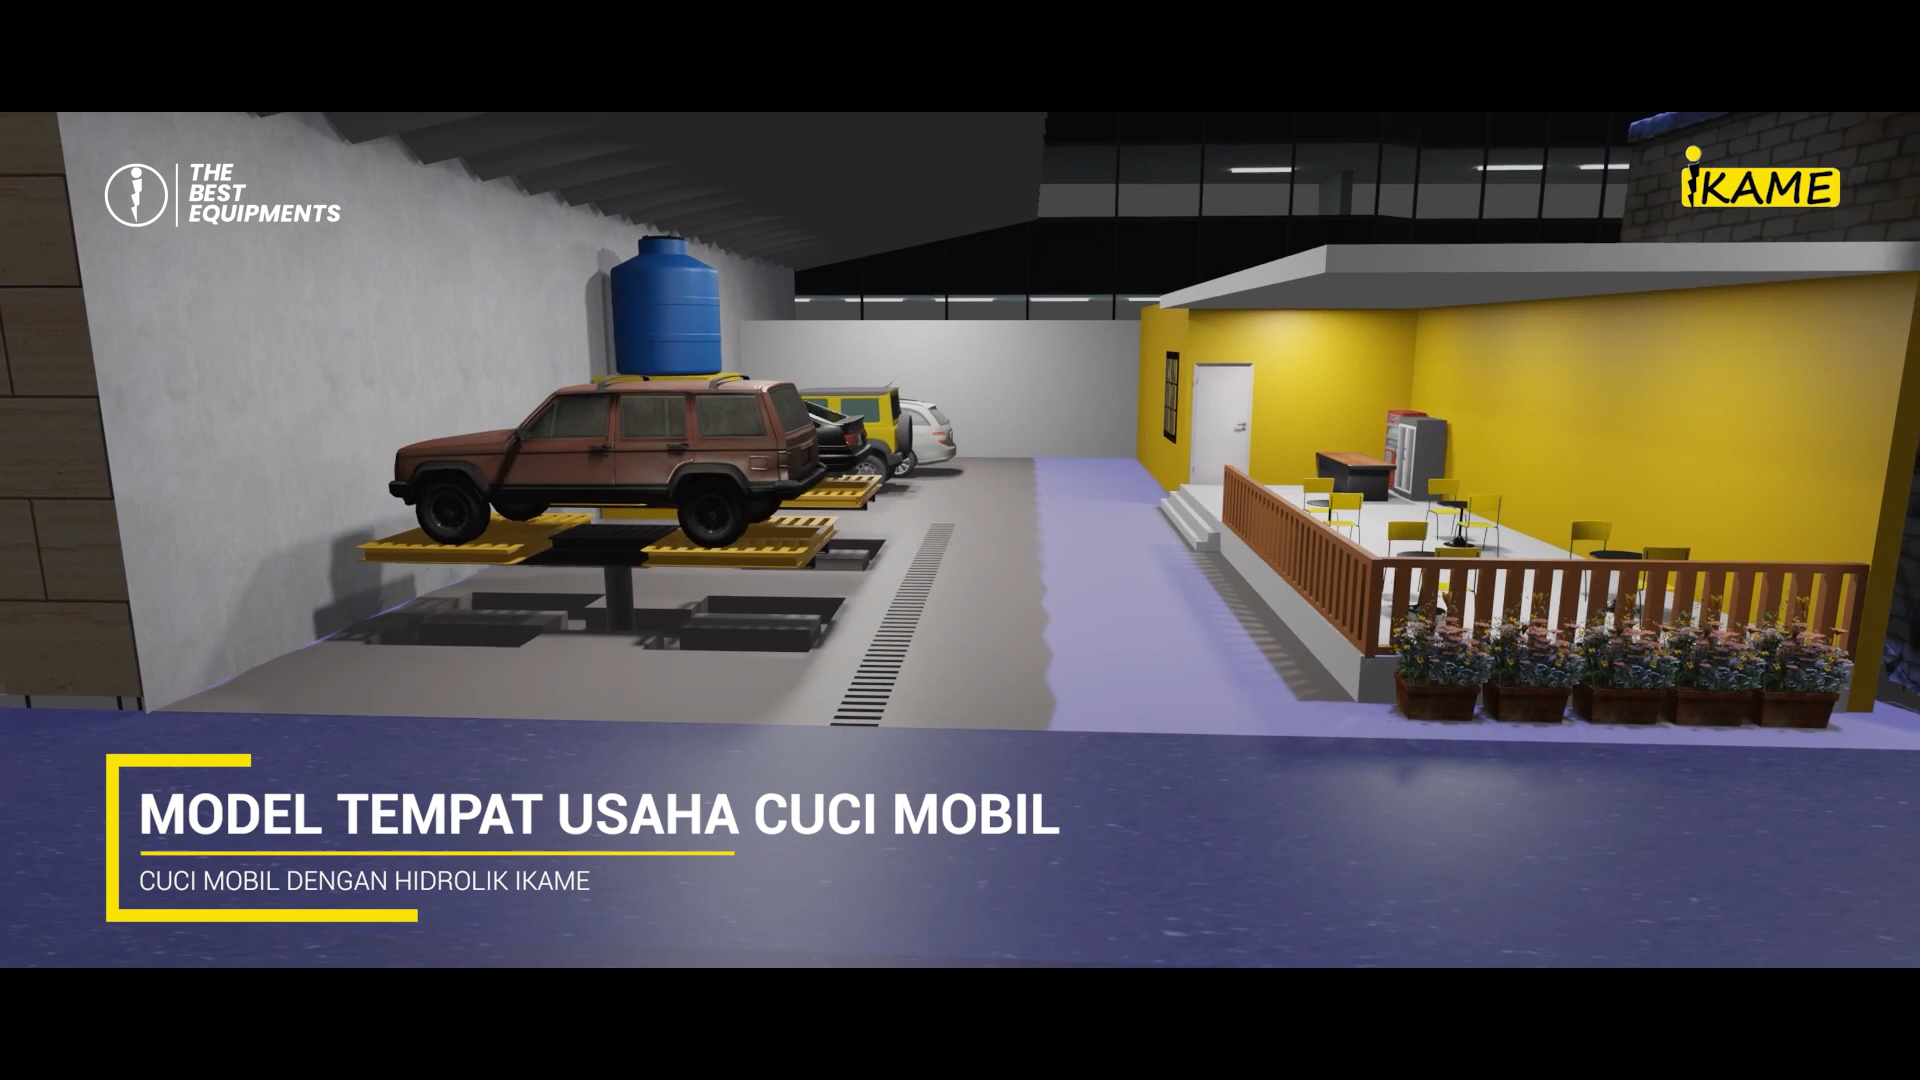 THE
BEST
EQUIPMENTS
iKAME
MODEL TEMPAT USAHA CUCI MOBIL
CUCI MOBIL DENGAN HIDROLIK IKAME